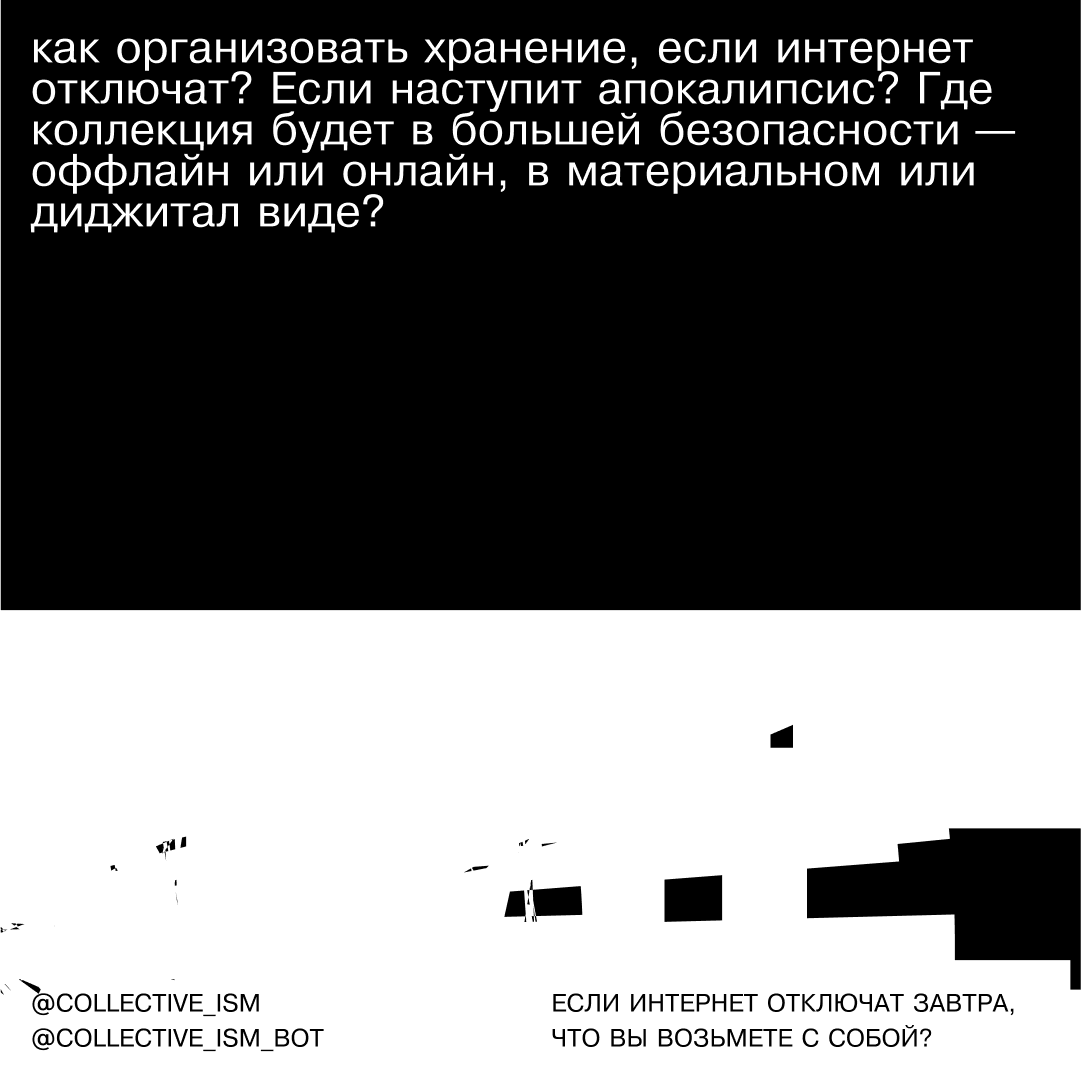 как организовать хранение, если интернет
отключат? Если наступит апокалипсис? Где
коллекция будет в большей безопасности —
оффлайн или онлайн, в материальном или
диджитал виде?
@COLLECTIVE_ISM
@COLLECTIVE_ISM_BOT
ЕСЛИ ИНТЕРНЕТ ОТКЛЮЧАТ ЗАВТРА,
ЧТО ВЫ ВОЗЬМЕТЕ С СОБОЙ?